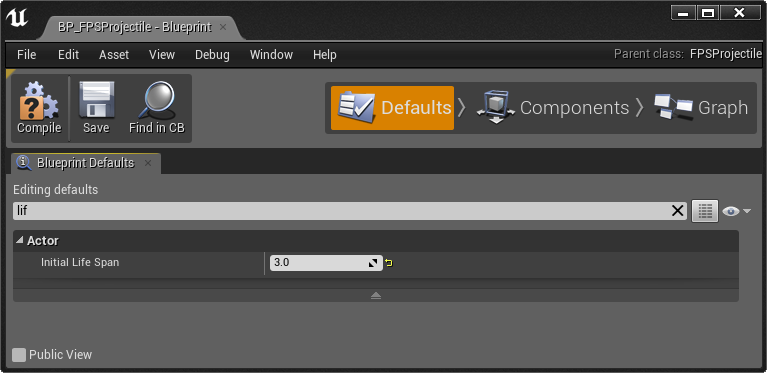 BP_FPSProjectile - Blueprint
File Edit Asset View Debug Window Help Parent class: FPSProjectile
Compile Save Find in CB Defaults Components Graph
Blueprint Defaults
Editing defaults
lif
Actor
Initial Life Span 3.0
Public View